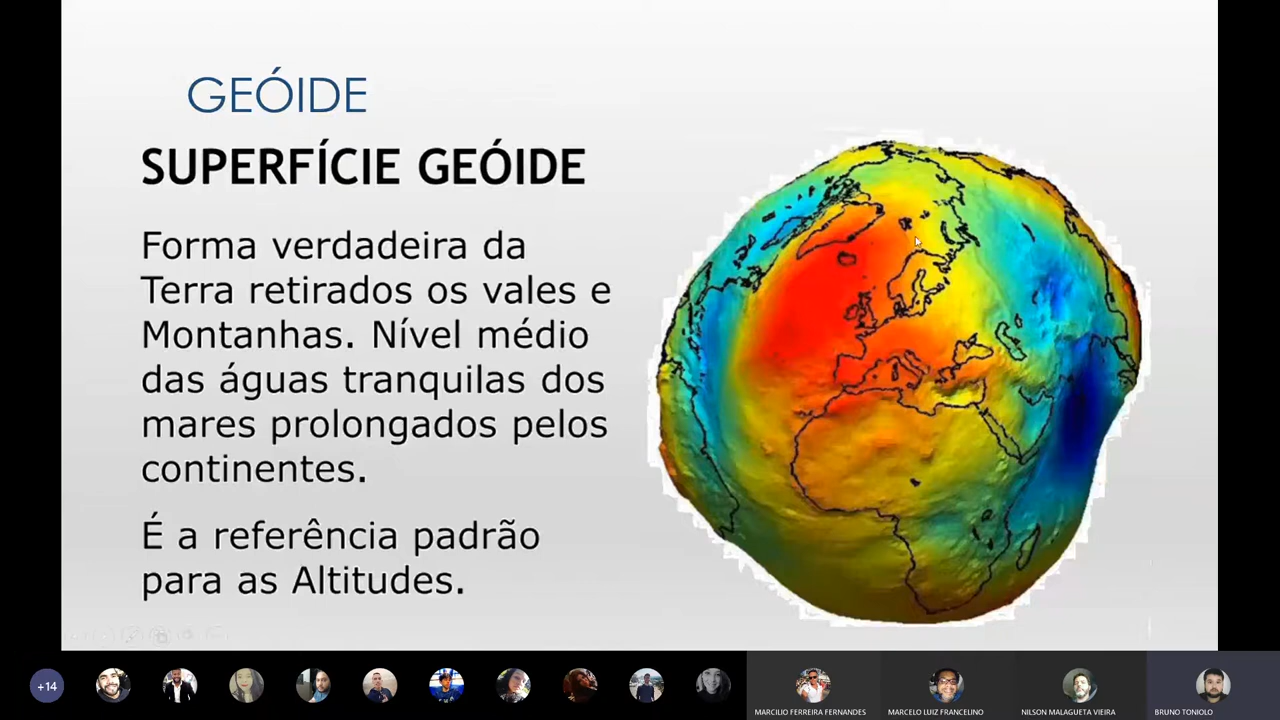 GEÓIDE
SUPERFÍCIE GEÓIDE
Forma verdadeira da
Terra retirados os vales e
Montanhas. Nível médio
das águas tranquilas dos
mares prolongados pelos
continentes.
É a referência padrão
para as Altitudes.
+14
MARCILIO FERREIRA FERNANDES
MARCELO LUIZ FRANCELINO
NILSON MALAGUETA VIEIRA
BRUNO TONIOLO